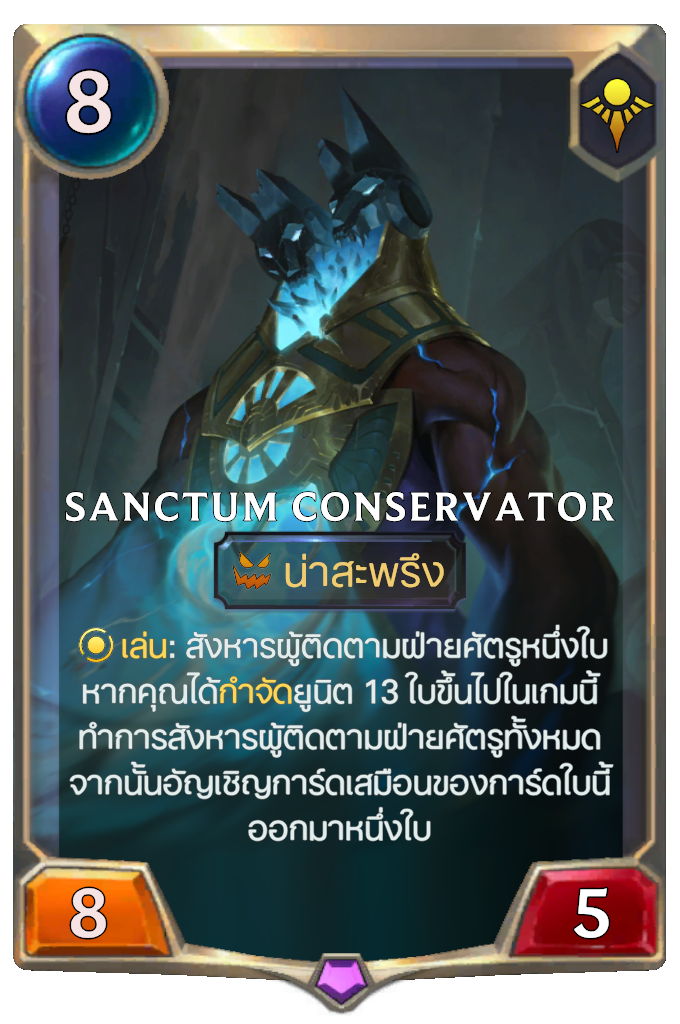 8
SANCTUM CONSERVATOR
น่าสะพรึง
เล่น: สังหารผู้ติดตามฝ่ายศัตรูหนึ่งใบ
หากคุณได้กำจัดยูนิต 13 ใบขึ้นไปในเกมนี้
ทำการสังหารผู้ติดตามฝ่ายศัตรูทั้งหมด
จากนั้นอัญเชิญการ์ดเสมือนของการ์ดใบนี้
ออกมาหนึ่งใบ
8 5